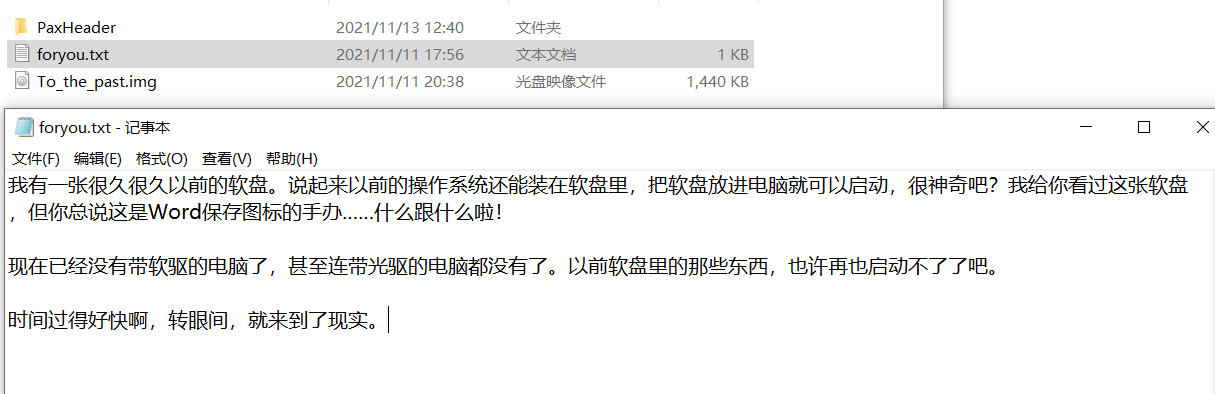 PaxHeader 2021/11/13 12:40 文件夹
foryou.txt 2021/11/11 17:56 文本文档 1 KB
To_the_past.img 2021/11/11 20:38 光盘映像文件 1,440 KB
foryou.txt - 记事本
文件(F) 编辑(E) 格式(O) 查看(V) 帮助(H)
我有一张很久很久以前的软盘。说起来以前的操作系统还能装在软盘里，把软盘放进电脑就可以启动，很神奇吧？我给你看过这张软盘
，但你总说这是Word保存图标的手办……什么跟什么啦！
现在已经没有带软驱的电脑了，甚至连带光驱的电脑都没有了。以前软盘里的那些东西，也许再也启动不了了吧。
时间过得好快啊，转眼间，就来到了现实。